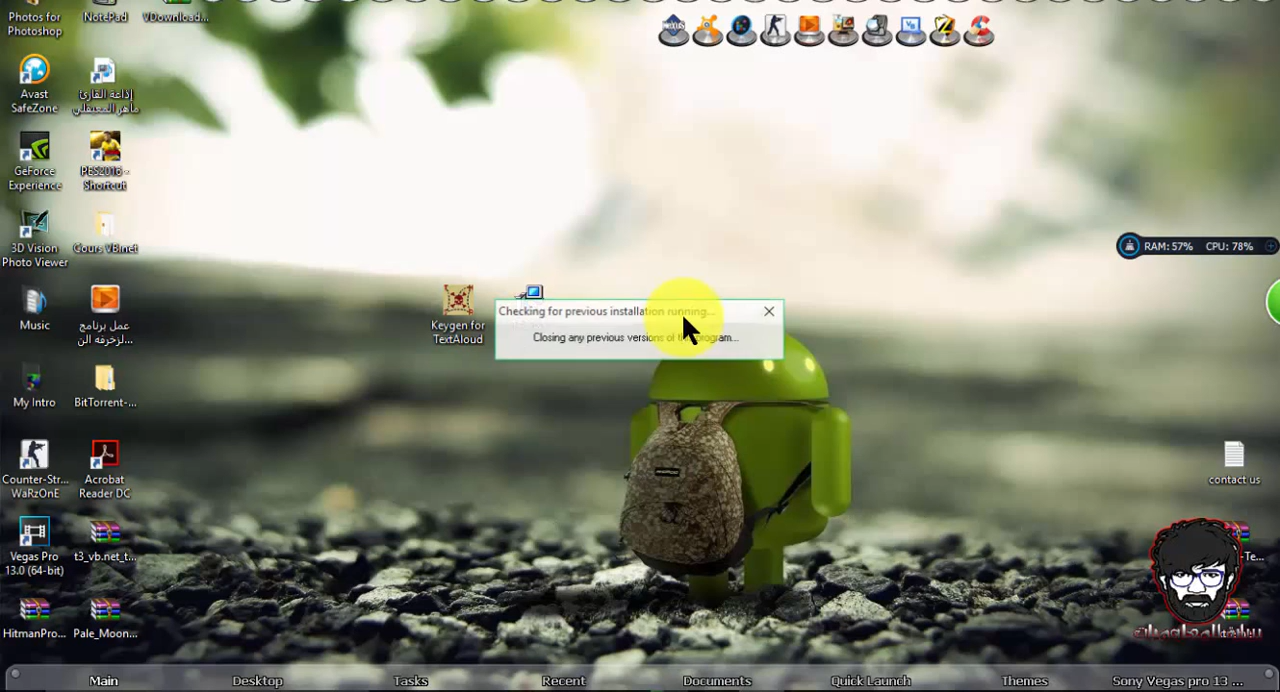 Photos for
Photoshop
NotePad
VDownload...
Avast
SafeZone
إذاعة القارئ
ماهر المعيقلي
GeForce
Experience
PES2016 -
Shortcut
3D Vision
Photo Viewer
Cours VB.net
Music
عمل برنامج
لزخرفه الن...
My Intro
BitTorrent-...
Counter-Str...
WaRzOnE
Acrobat
Reader DC
Vegas Pro
13.0 (64-bit)
t3_vb.net_t...
HitmanPro...
Pale_Moon...
Keygen for
TextAloud
Checking for previous installation running...
Closing any previous versions of this program...
RAM: 57% CPU: 78%
contact us
Main
Desktop
Tasks
Recent
Documents
Quick Launch
Themes
Sony Vegas pro 13 ...